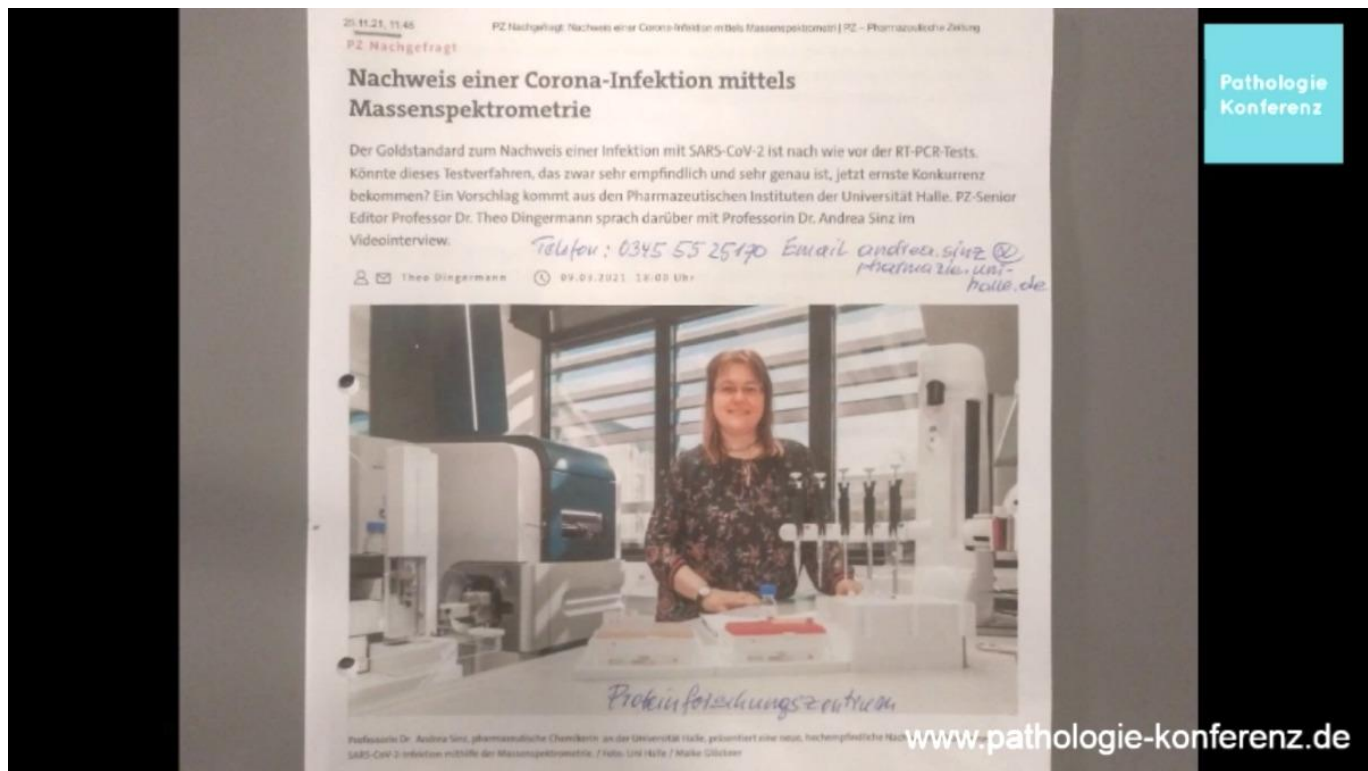 25.11.21, 11:45
PZ Nachgefragt: Nachweis einer Corona-Infektion mittels Massenspektrometrie | PZ – Pharmazeutische Zeitung
PZ Nachgefragt
Nachweis einer Corona-Infektion mittels
Massenspektrometrie
Der Goldstandard zum Nachweis einer Infektion mit SARS-CoV-2 ist nach wie vor der RT-PCR-Tests.
Könnte dieses Testverfahren, das zwar sehr empfindlich und sehr genau ist, jetzt ernste Konkurrenz
bekommen? Ein Vorschlag kommt aus den Pharmazeutischen Instituten der Universität Halle. PZ-Senior
Editor Professor Dr. Theo Dingermann sprach darüber mit Professorin Dr. Andrea Sinz im
Videointerview.
Telefon: 0345 55 25170 Email andrea.sinz @
pharmazie.uni-
halle.de
Theo Dingermann 18:00 Uhr
Proteinforschungszentrum
Professorin Dr. Andrea Sinz, pharmazeutische Chemikerin an der Universität Halle, präsentiert eine neue, hochempfindliche
SARS-CoV-2-Infektion mithilfe der Massenspektrometrie. / Foto: Uni Halle / Maike Glöckner
Pathologie
Konferenz
www.pathologie-konferenz.de